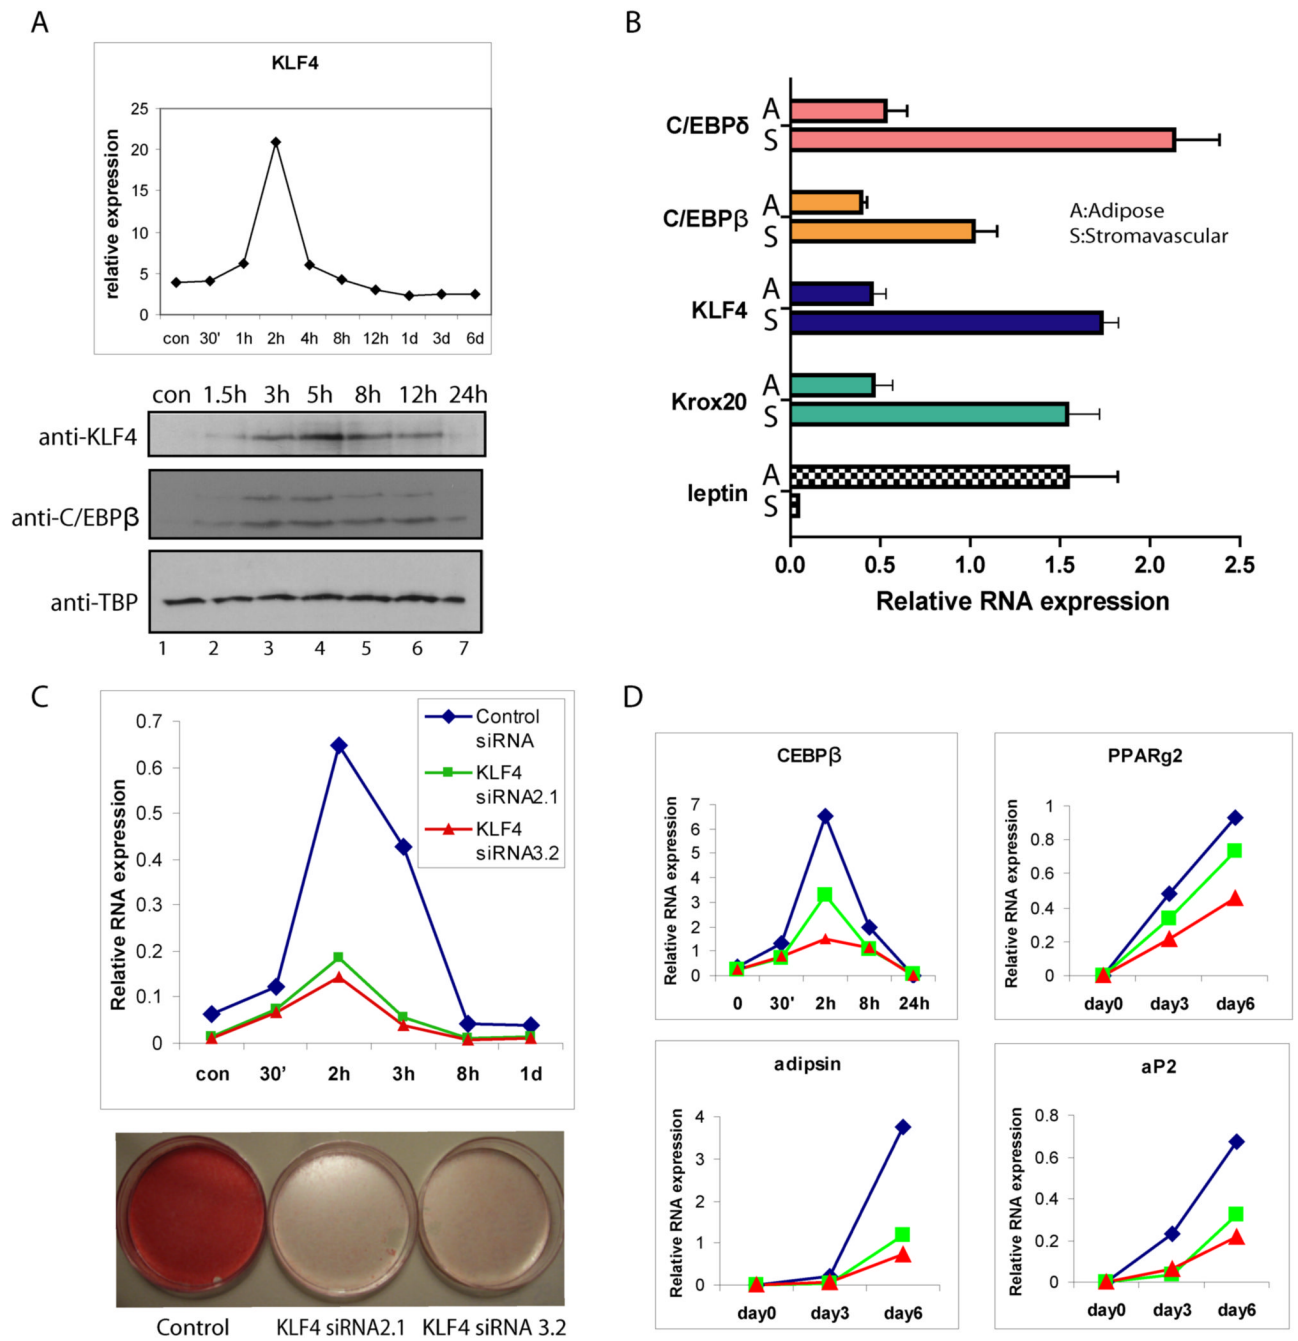 A
KLF4
relative expression
25
20
15
10
5
0
con 30' 1h 2h 4h 8h 12h 1d 3d 6d
con 1.5h 3h 5h 8h 12h 24h
anti-KLF4
anti-C/EBPβ
anti-TBP
1 2 3 4 5 6 7
B
C/EBPδ
A
S
C/EBPβ
A
S
KLF4
A
S
Krox20
A
S
leptin
A
S
A:Adipose
S:Stromavascular
0.0 0.5 1.0 1.5 2.0 2.5
Relative RNA expression
C
Relative RNA expression
0.7
0.6
0.5
0.4
0.3
0.2
0.1
0
con 30’ 2h 3h 8h 1d
Control
siRNA
KLF4
siRNA2.1
KLF4
siRNA3.2
Control KLF4 siRNA2.1 KLF4 siRNA 3.2
D
CEBPβ
Relative RNA expression
7
6
5
4
3
2
1
0
0 30' 2h 8h 24h
PPARg2
Relative RNA expression
1
0.8
0.6
0.4
0.2
0
day0 day3 day6
adipsin
Relative RNA expression
4
3
2
1
0
day0 day3 day6
aP2
Relative RNA expression
0.8
0.6
0.4
0.2
0
day0 day3 day6